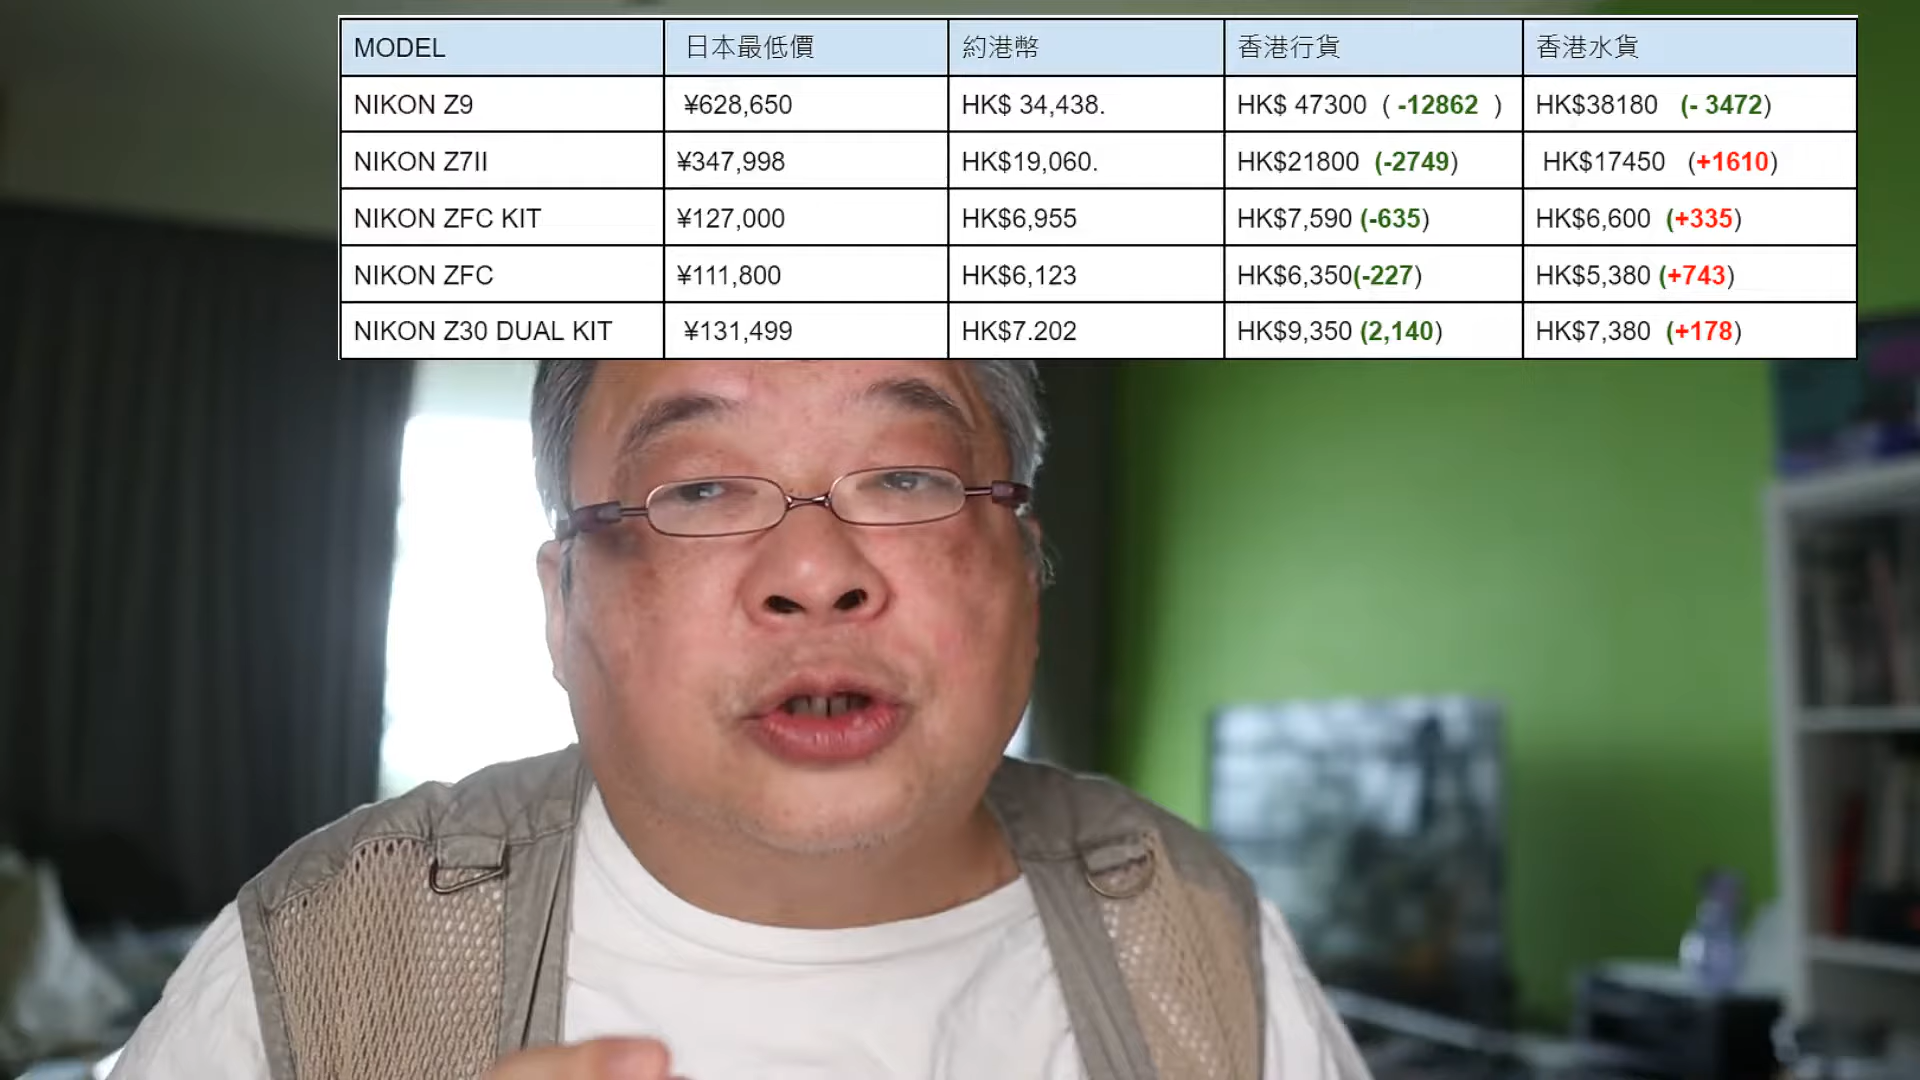 MODEL 日本最低價 約港幣 香港行貨 香港水貨
NIKON Z9 ¥628,650 HK$ 34,438. HK$ 47300 ( -12862 ) HK$38180 (- 3472)
NIKON Z7II ¥347,998 HK$19,060. HK$21800 (-2749) HK$17450 (+1610)
NIKON ZFC KIT ¥127,000 HK$6,955 HK$7,590 (-635) HK$6,600 (+335)
NIKON ZFC ¥111,800 HK$6,123 HK$6,350(-227) HK$5,380 (+743)
NIKON Z30 DUAL KIT ¥131,499 HK$7.202 HK$9,350 (2,140) HK$7,380 (+178)